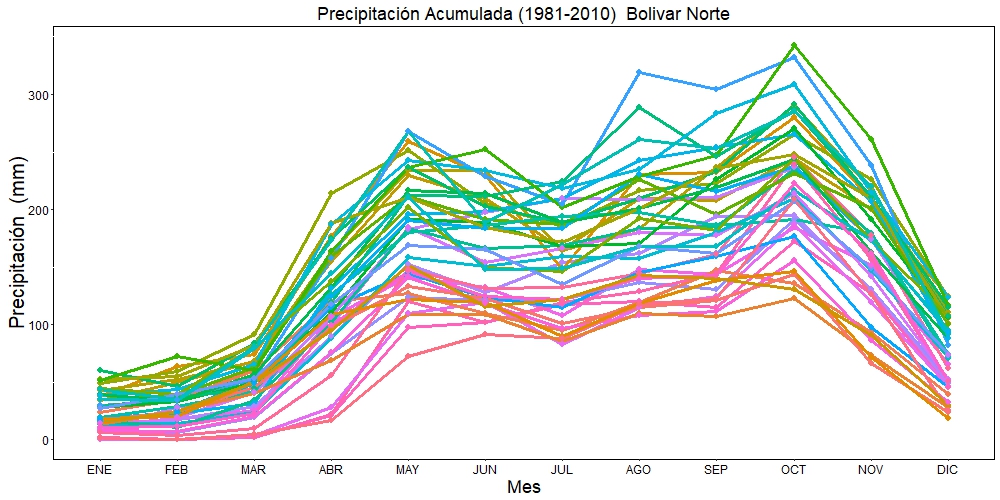 Precipitación Acumulada (1981-2010)  Bolivar Norte
Precipitación  (mm)
300
200
100
0
ENE FEB MAR ABR MAY JUN JUL AGO SEP OCT NOV DIC
Mes